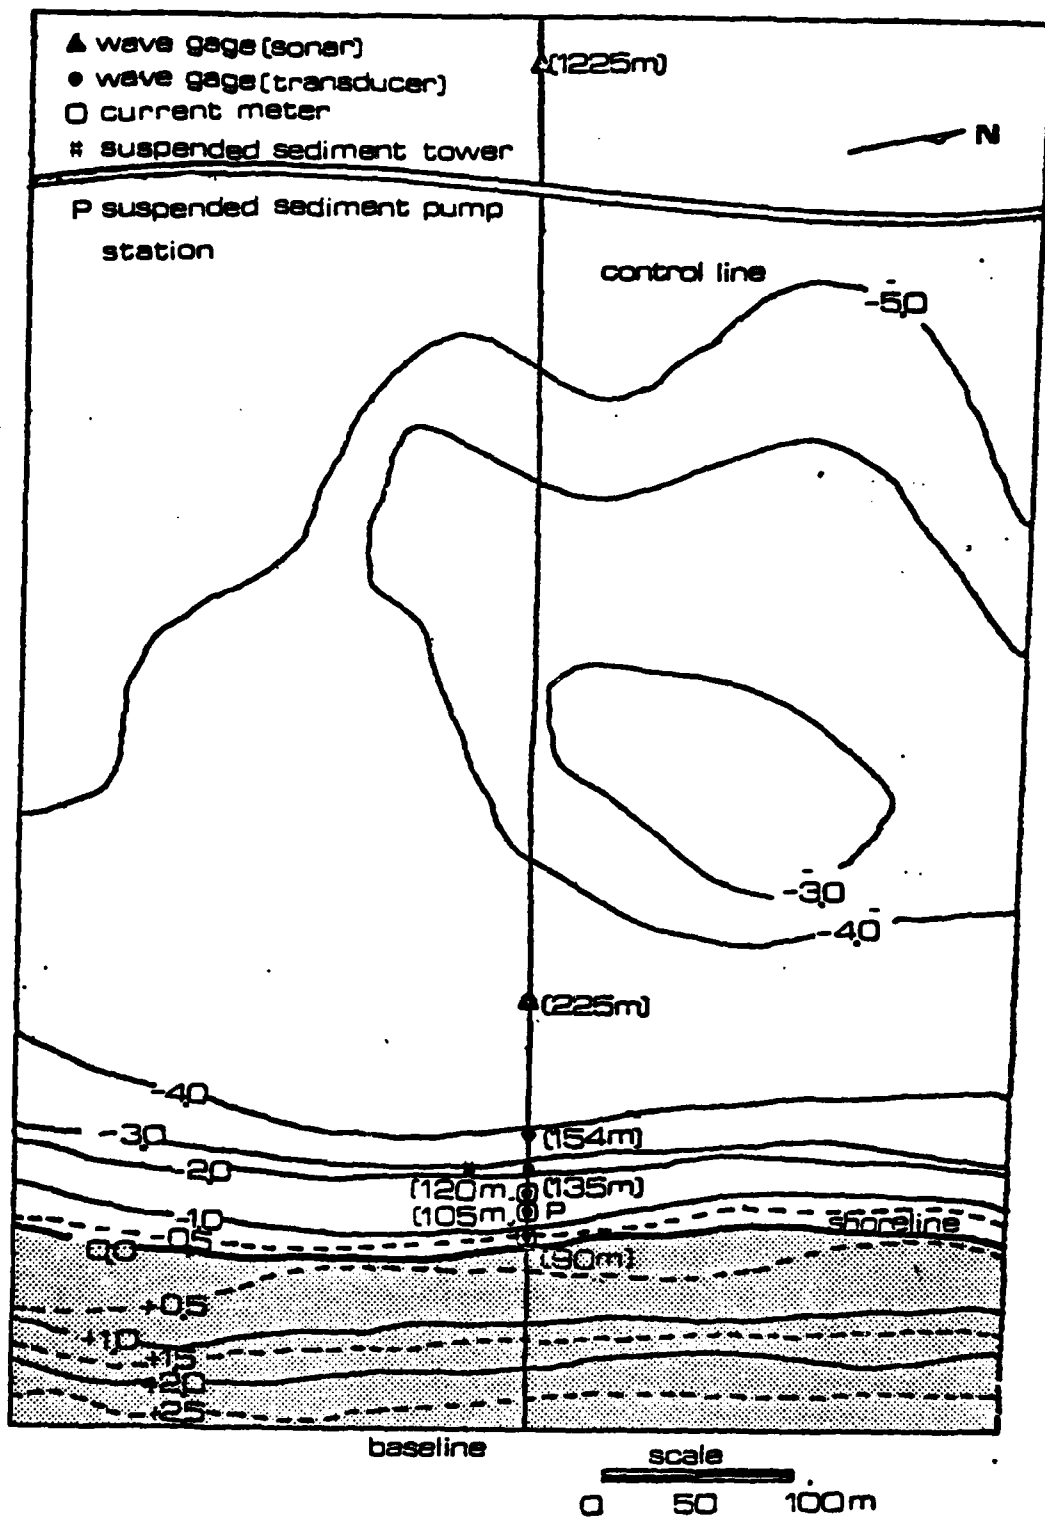 ▲ wave gage (sonar)
● wave gage (transducer)
□ current meter
* suspended sediment tower
P suspended sediment pump
station
(1225m)
N
control line
-5.0
-3.0
-4.0
(225m)
-4.0
-3.0
(154m)
-2.0
(120m)
(135m)
-1.0
(105m)
P
-0.5
shoreline
0.0
(90m)
+0.5
+1.0
+1.5
+2.0
+2.5
baseline
scale
0 50 100m